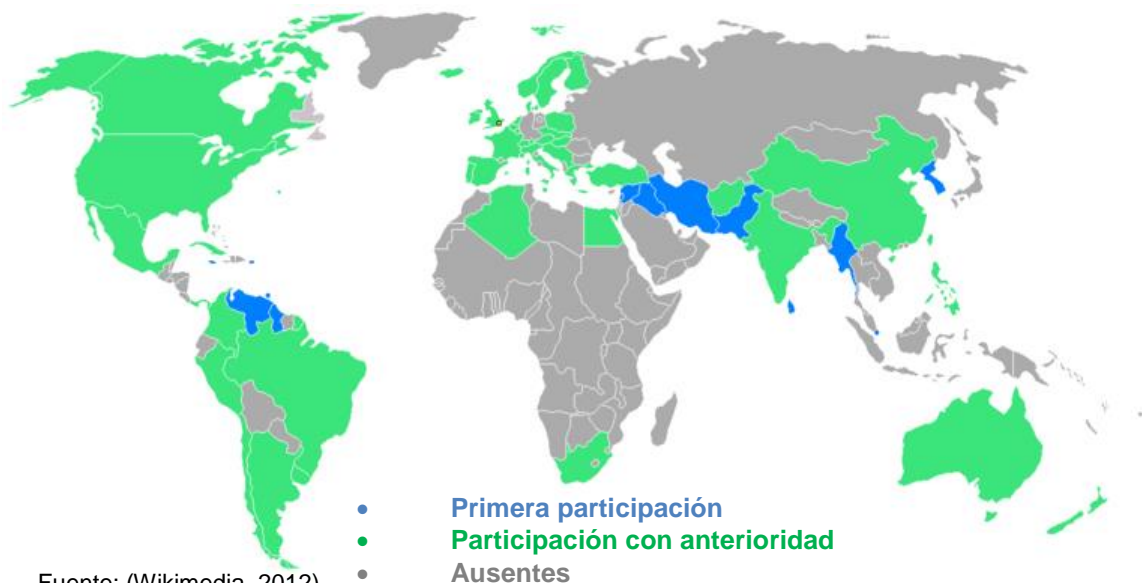 • Primera participación
• Participación con anterioridad
Fuente: (Wikimedia, 2012)
• Ausentes